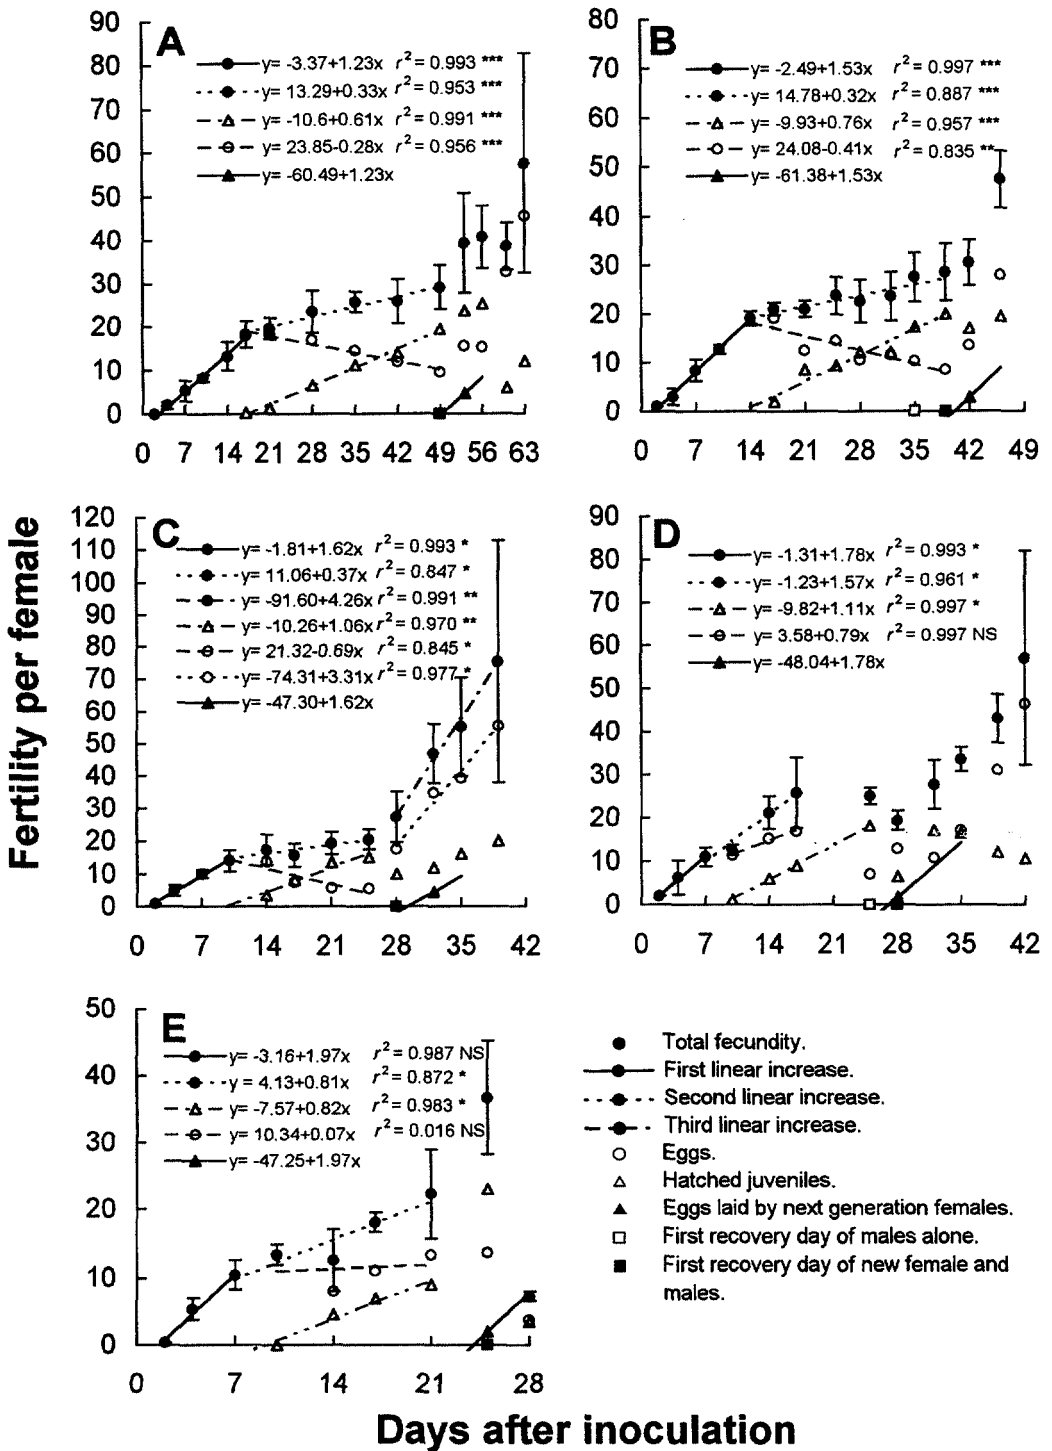 Fertility per female
A
90
80
70
60
50
40
30
20
10
0
y= -3.37+1.23x r² = 0.993 ***
y= 13.29+0.33x r² = 0.953 ***
y= -10.6+0.61x r² = 0.991 ***
y= 23.85-0.28x r² = 0.956 ***
y= -60.49+1.23x
0 7 14 21 28 35 42 49 56 63
B
80
70
60
50
40
30
20
10
0
y= -2.49+1.53x r² = 0.997 ***
y= 14.78+0.32x r² = 0.887 ***
y= -9.93+0.76x r² = 0.957 ***
y= 24.08-0.41x r² = 0.835 **
y= -61.38+1.53x
0 7 14 21 28 35 42 49
C
120
110
100
90
80
70
60
50
40
30
20
10
0
y= -1.81+1.62x r² = 0.993 *
y= 11.06+0.37x r² = 0.847 *
y= -91.60+4.26x r² = 0.991 **
y= -10.26+1.06x r² = 0.970 **
y= 21.32-0.69x r² = 0.845 *
y= -74.31+3.31x r² = 0.977 *
y= -47.30+1.62x
0 7 14 21 28 35 42
D
90
80
70
60
50
40
30
20
10
0
y= -1.31+1.78x r² = 0.993 *
y= -1.23+1.57x r² = 0.961 *
y= -9.82+1.11x r² = 0.997 *
y= 3.58+0.79x r² = 0.997 NS
y= -48.04+1.78x
0 7 14 21 28 35 42
E
50
40
30
20
10
0
y= -3.16+1.97x r² = 0.987 NS
y = 4.13+0.81x r² = 0.872 *
y= -7.57+0.82x r² = 0.983 *
y= 10.34+0.07x r² = 0.016 NS
y= -47.25+1.97x
0 7 14 21 28
Total fecundity.
First linear increase.
Second linear increase.
Third linear increase.
Eggs.
Hatched juveniles.
Eggs laid by next generation females.
First recovery day of males alone.
First recovery day of new female and
males.
Days after inoculation